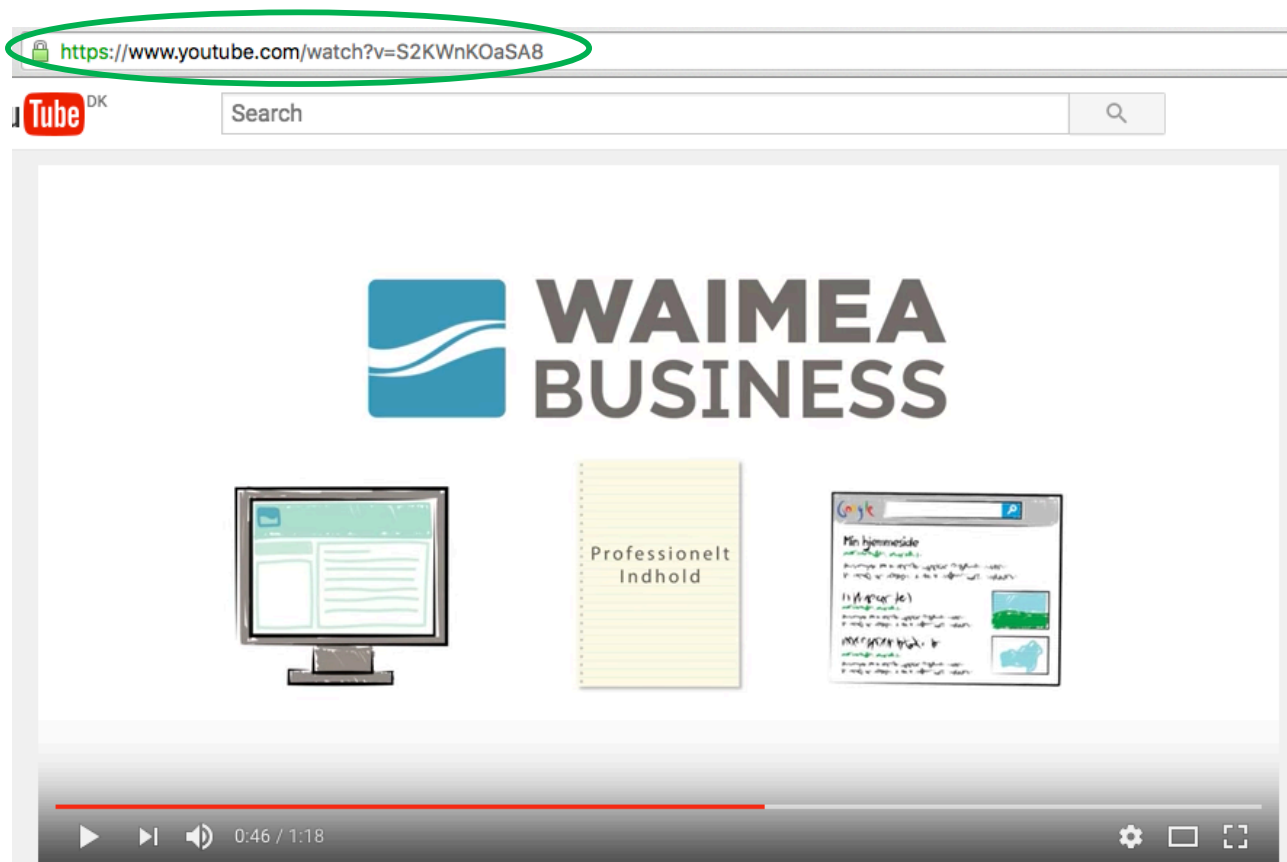 https://www.youtube.com/watch?v=S2KWnKOaSA8
Tube DK
Search
WAIMEA
BUSINESS
Professionelt
Indhold
Google
Min hjemmeside
0:46 / 1:18